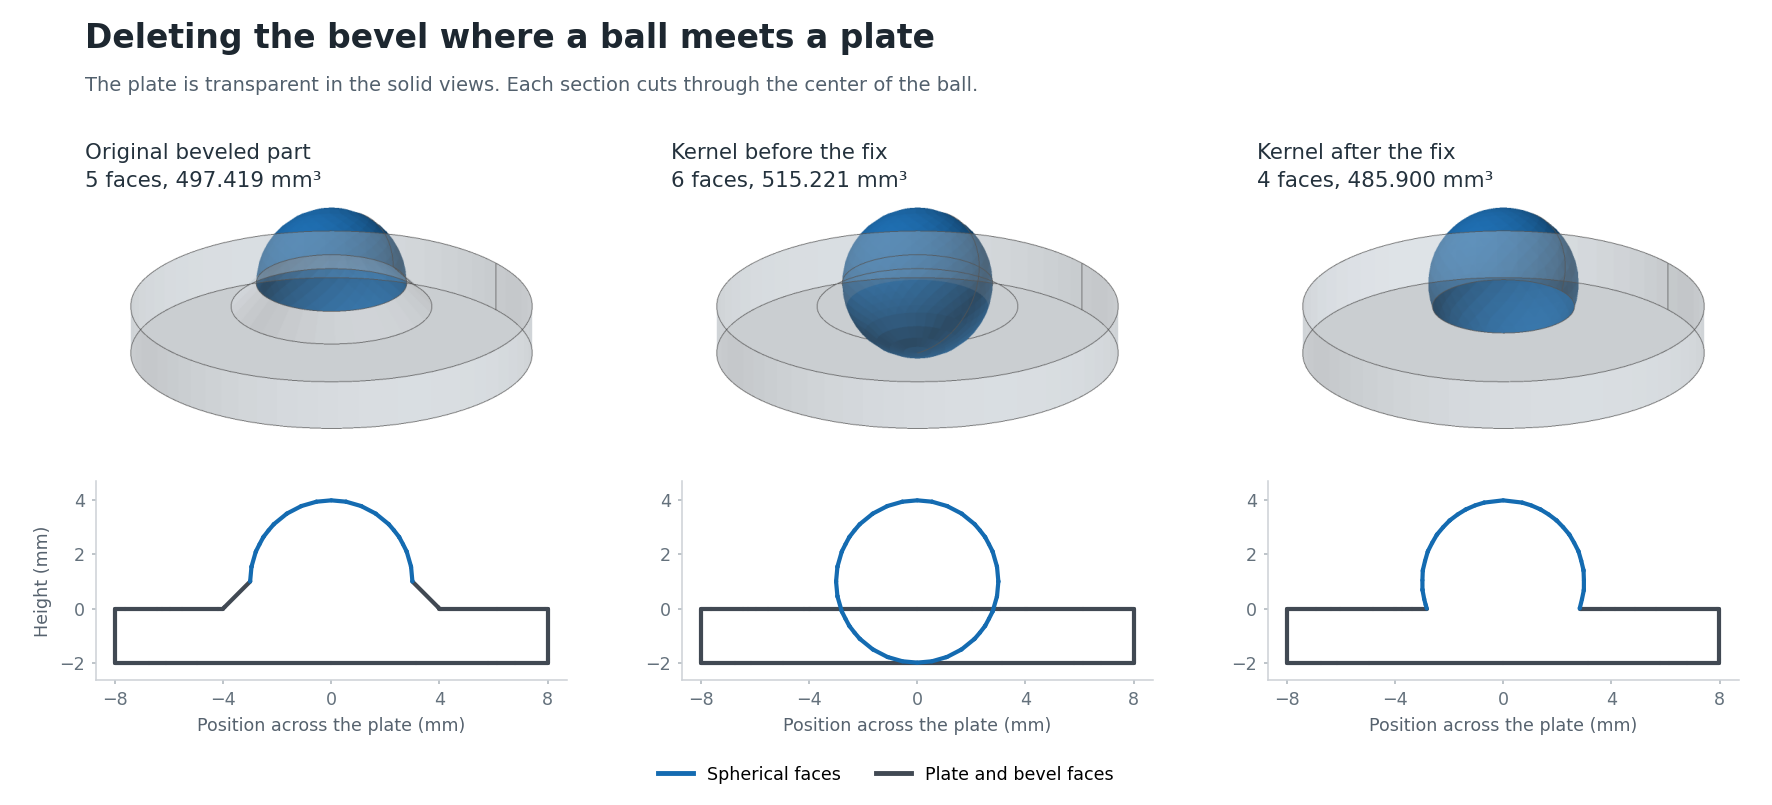 Deleting the bevel where a ball meets a plate
The plate is transparent in the solid views. Each section cuts through the center of the ball.
Original beveled part
5 faces, 497.419 mm³
Kernel before the fix
6 faces, 515.221 mm³
Kernel after the fix
4 faces, 485.900 mm³
Height (mm)
4
2
0
−2
−8
−4
0
4
8
Position across the plate (mm)
4
2
0
−2
−8
−4
0
4
8
Position across the plate (mm)
4
2
0
−2
−8
−4
0
4
8
Position across the plate (mm)
Spherical faces
Plate and bevel faces